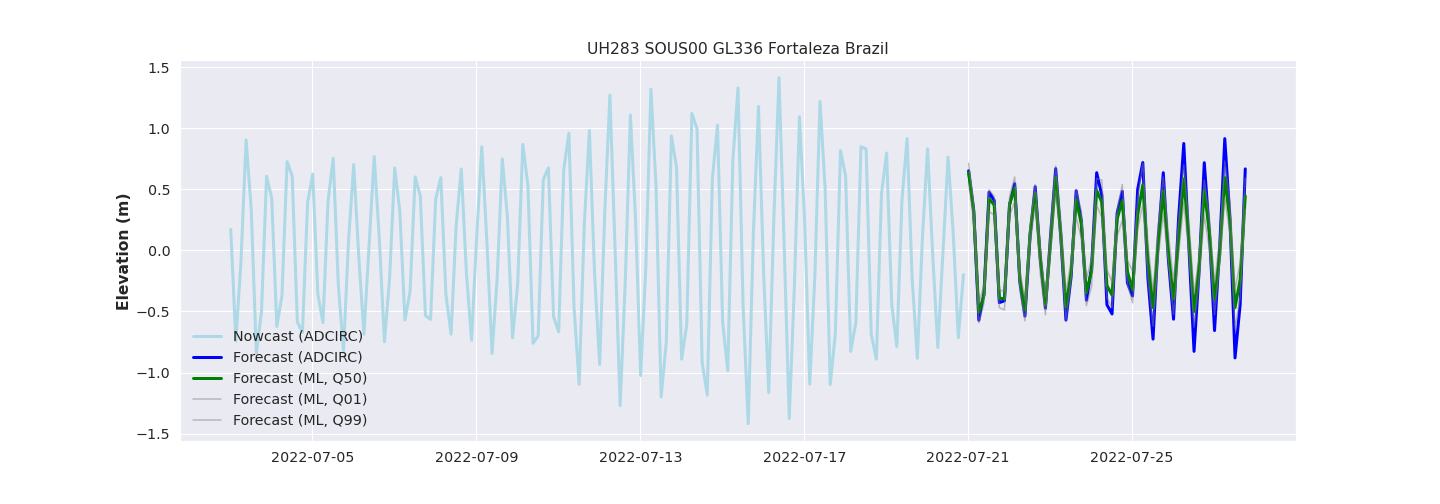 UH283 SOUS00 GL336 Fortaleza Brazil
Elevation (m)
1.5
1.0
0.5
0.0
−0.5
−1.0
−1.5
Nowcast (ADCIRC)
Forecast (ADCIRC)
Forecast (ML, Q50)
Forecast (ML, Q01)
Forecast (ML, Q99)
2022-07-05 2022-07-09 2022-07-13 2022-07-17 2022-07-21 2022-07-25